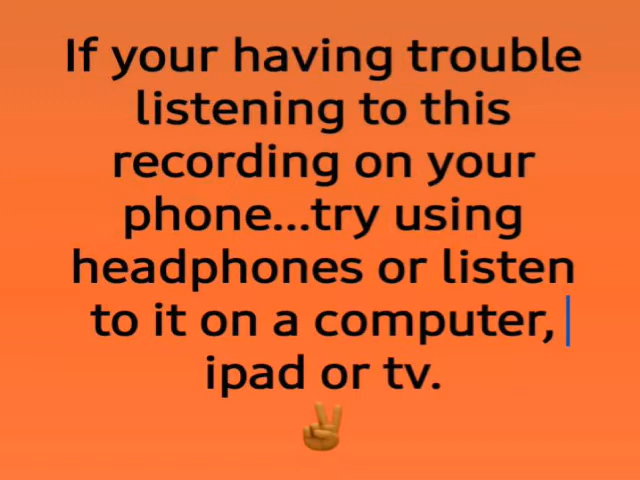 If your having trouble
listening to this
recording on your
phone...try using
headphones or listen
to it on a computer,
ipad or tv.
✌🏾